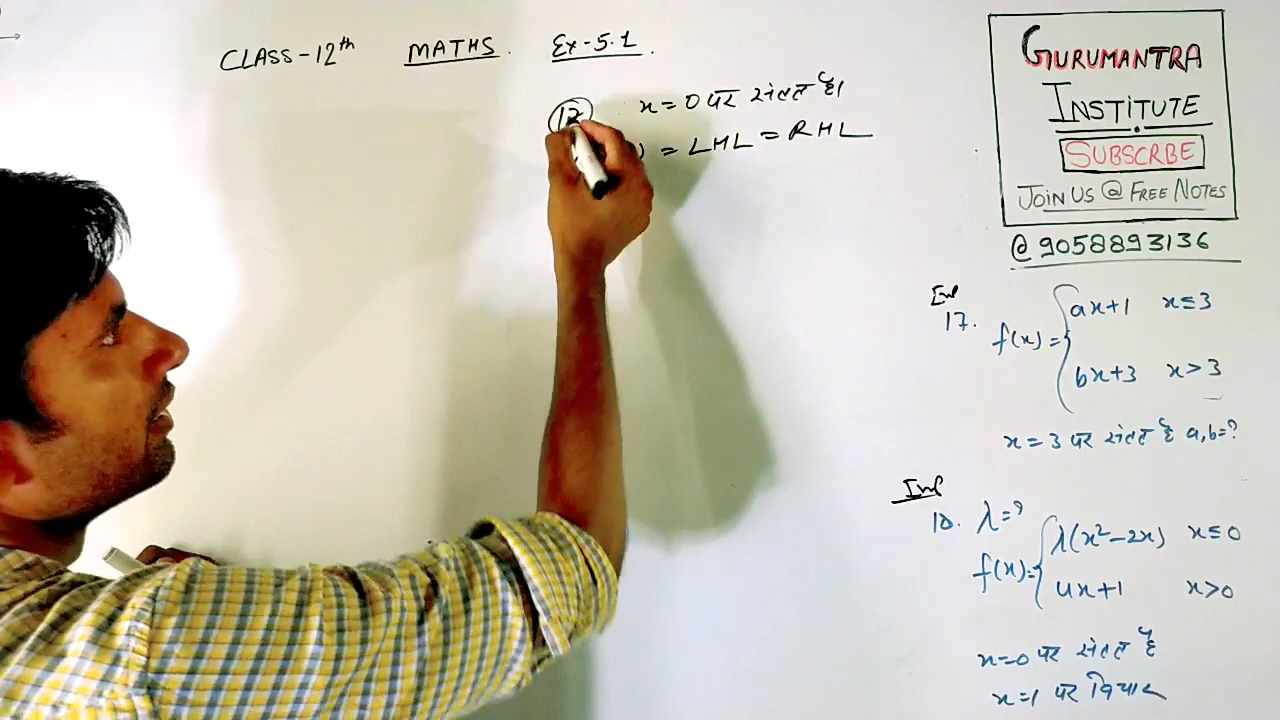 CLASS-12th MATHS. Ex-5.1.
17 x=0 पर संतत है।
) = LHL = RHL
GURUMANTRA
INSTITUTE
SUBSCRBE
JOIN US @ FREE NOTES
@ 9058893136
Imp
17. f(x)= { ax+1 x≤3
bx+3 x>3
x=3 पर संतत है a,b=?
Imp
18. λ=?
f(x)= { λ(x²-2x) x≤0
4x+1 x>0
x=0 पर संतत है
x=1 पर विचार